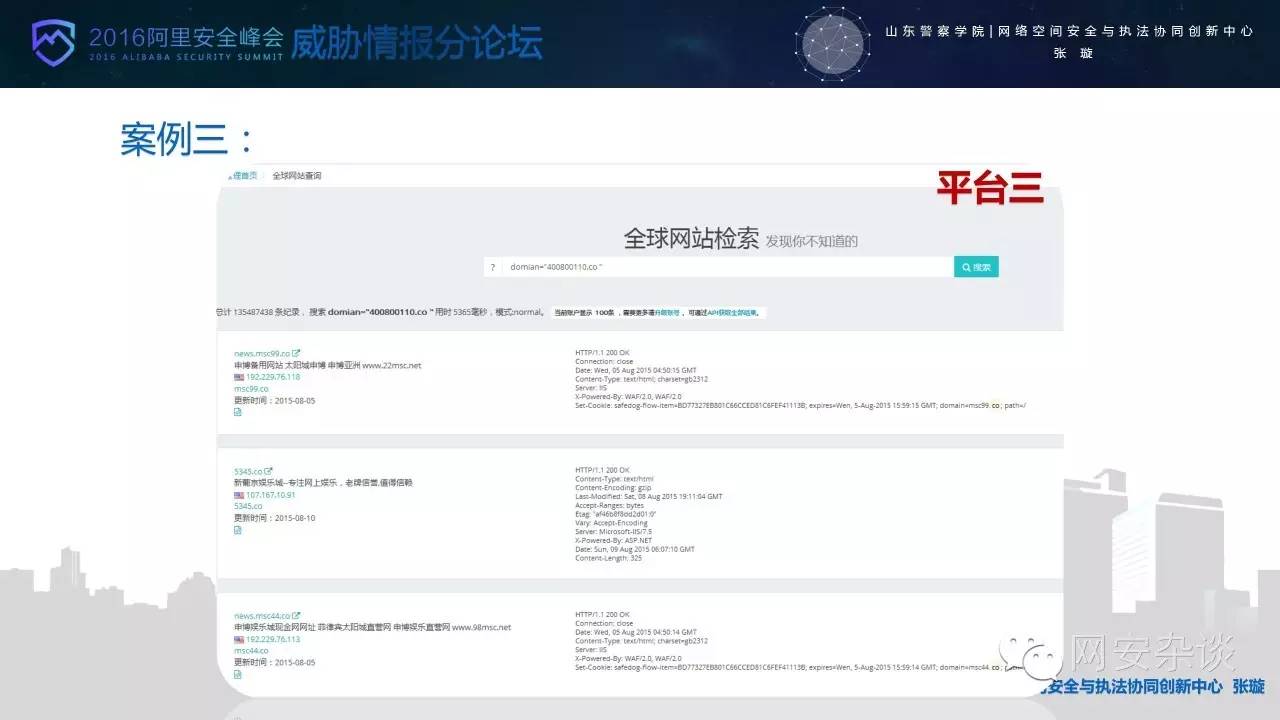 2016阿里安全峰会 威胁情报分论坛
2016 ALIBABA SECURITY SUMMIT
山东警察学院|网络空间安全与执法协同创新中心
张 璇
案例三：
理首页 全球网站查询
平台三
全球网站检索 发现你不知道的
? domian="400800110.co "
搜索
总计 135487438 条纪录， 搜索 domian="400800110.co " 用时 5365毫秒，模式:normal。 当前账户显示 100条 ，需要更多请升级账号 ，可通过API获取全部结果。
news.msc99.co
申博备用网站 太阳城申博 申博亚洲 www.22msc.net
192.229.76.118
msc99.co
更新时间：2015-08-05
HTTP/1.1 200 OK
Connection: close
Date: Wed, 05 Aug 2015 04:50:15 GMT
Content-Type: text/html; charset=gb2312
Server: IIS
X-Powered-By: WAF/2.0, WAF/2.0
Set-Cookie: safedog-flow-item=BD77327EB801C66CCED81C6FEF41113B; expires=Wen, 5-Aug-2015 15:59:15 GMT; domain=msc99.co; path=/
5345.co
新葡京娱乐城--专注网上娱乐，老牌信誉,值得信赖
107.167.10.91
5345.co
更新时间：2015-08-10
HTTP/1.1 200 OK
Content-Type: text/html
Content-Encoding: gzip
Last-Modified: Sat, 08 Aug 2015 19:11:04 GMT
Accept-Ranges: bytes
Etag: "af46b8f8dd2d01:0"
Vary: Accept-Encoding
Server: Microsoft-IIS/7.5
X-Powered-By: ASP.NET
Date: Sun, 09 Aug 2015 06:07:10 GMT
Content-Length: 325
news.msc44.co
申博娱乐城现金网网址 菲律宾太阳城直营网 申博娱乐直营网 www.98msc.net
192.229.76.113
msc44.co
更新时间：2015-08-05
HTTP/1.1 200 OK
Connection: close
Date: Wed, 05 Aug 2015 04:50:14 GMT
Content-Type: text/html; charset=gb2312
Server: IIS
X-Powered-By: WAF/2.0, WAF/2.0
Set-Cookie: safedog-flow-item=BD77327EB801C66CCED81C6FEF41113B; expires=Wen, 5-Aug-2015 15:59:14 GMT; domain=msc44.co;
网安杂谈
安全与执法协同创新中心 张璇